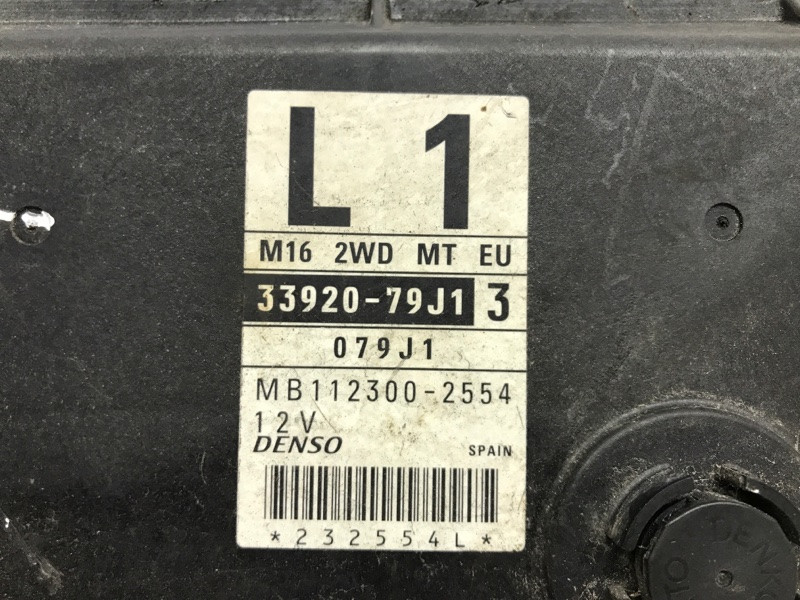 L 1
M16 2WD MT EU
33920-79J1 3
079J1
MB112300-2554
12V
DENSO SPAIN
*232554L*